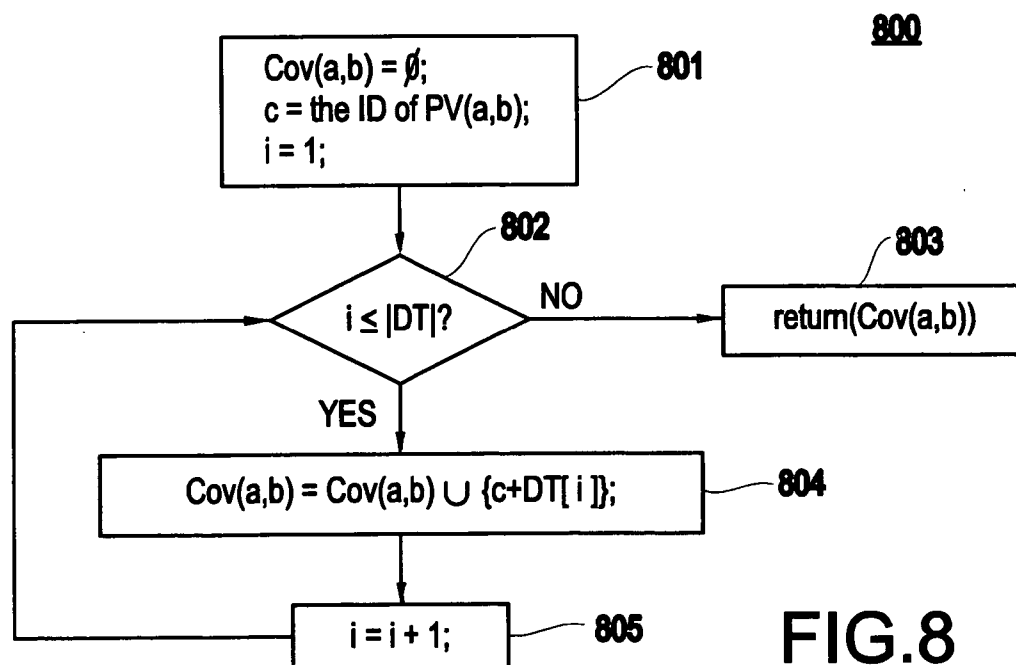 800
Cov(a,b) = ∅;
c = the ID of PV(a,b);
i = 1;
801
802
803
i ≤ |DT|?
NO
return(Cov(a,b))
YES
Cov(a,b) = Cov(a,b) ∪ {c+DT[ i ]};
804
i = i + 1;
805
FIG.8